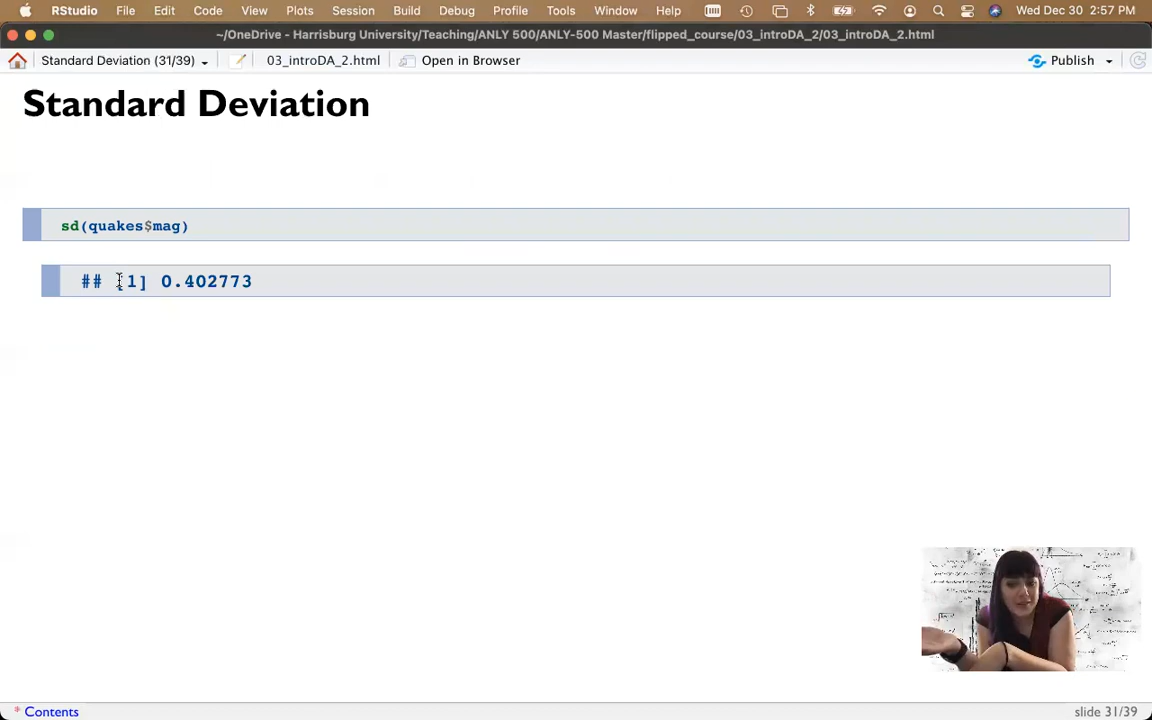 RStudio File Edit Code View Plots Session Build Debug Profile Tools Window Help Wed Dec 30 2:57 PM
~/OneDrive - Harrisburg University/Teaching/ANLY 500/ANLY-500 Master/flipped_course/03_introDA_2/03_introDA_2.html
Standard Deviation (31/39) 03_introDA_2.html Open in Browser Publish
Standard Deviation
sd(quakes$mag)
## [1] 0.402773
* Contents slide 31/39